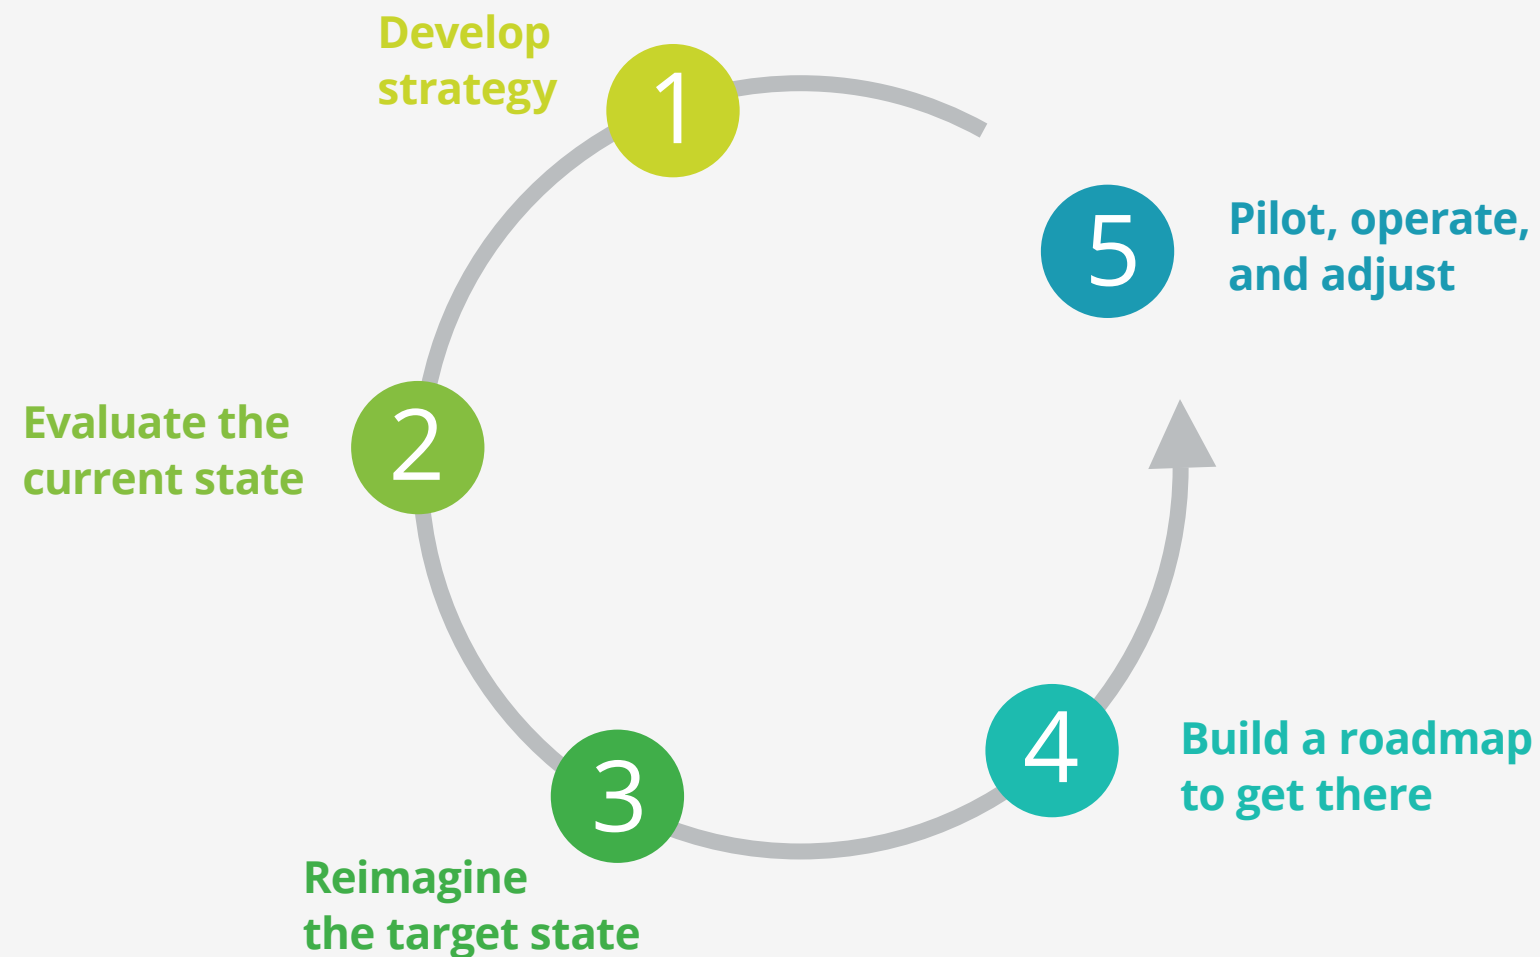 Develop
strategy
1
2
Evaluate the
current state
3
Reimagine
the target state
4
Build a roadmap
to get there
5
Pilot, operate,
and adjust